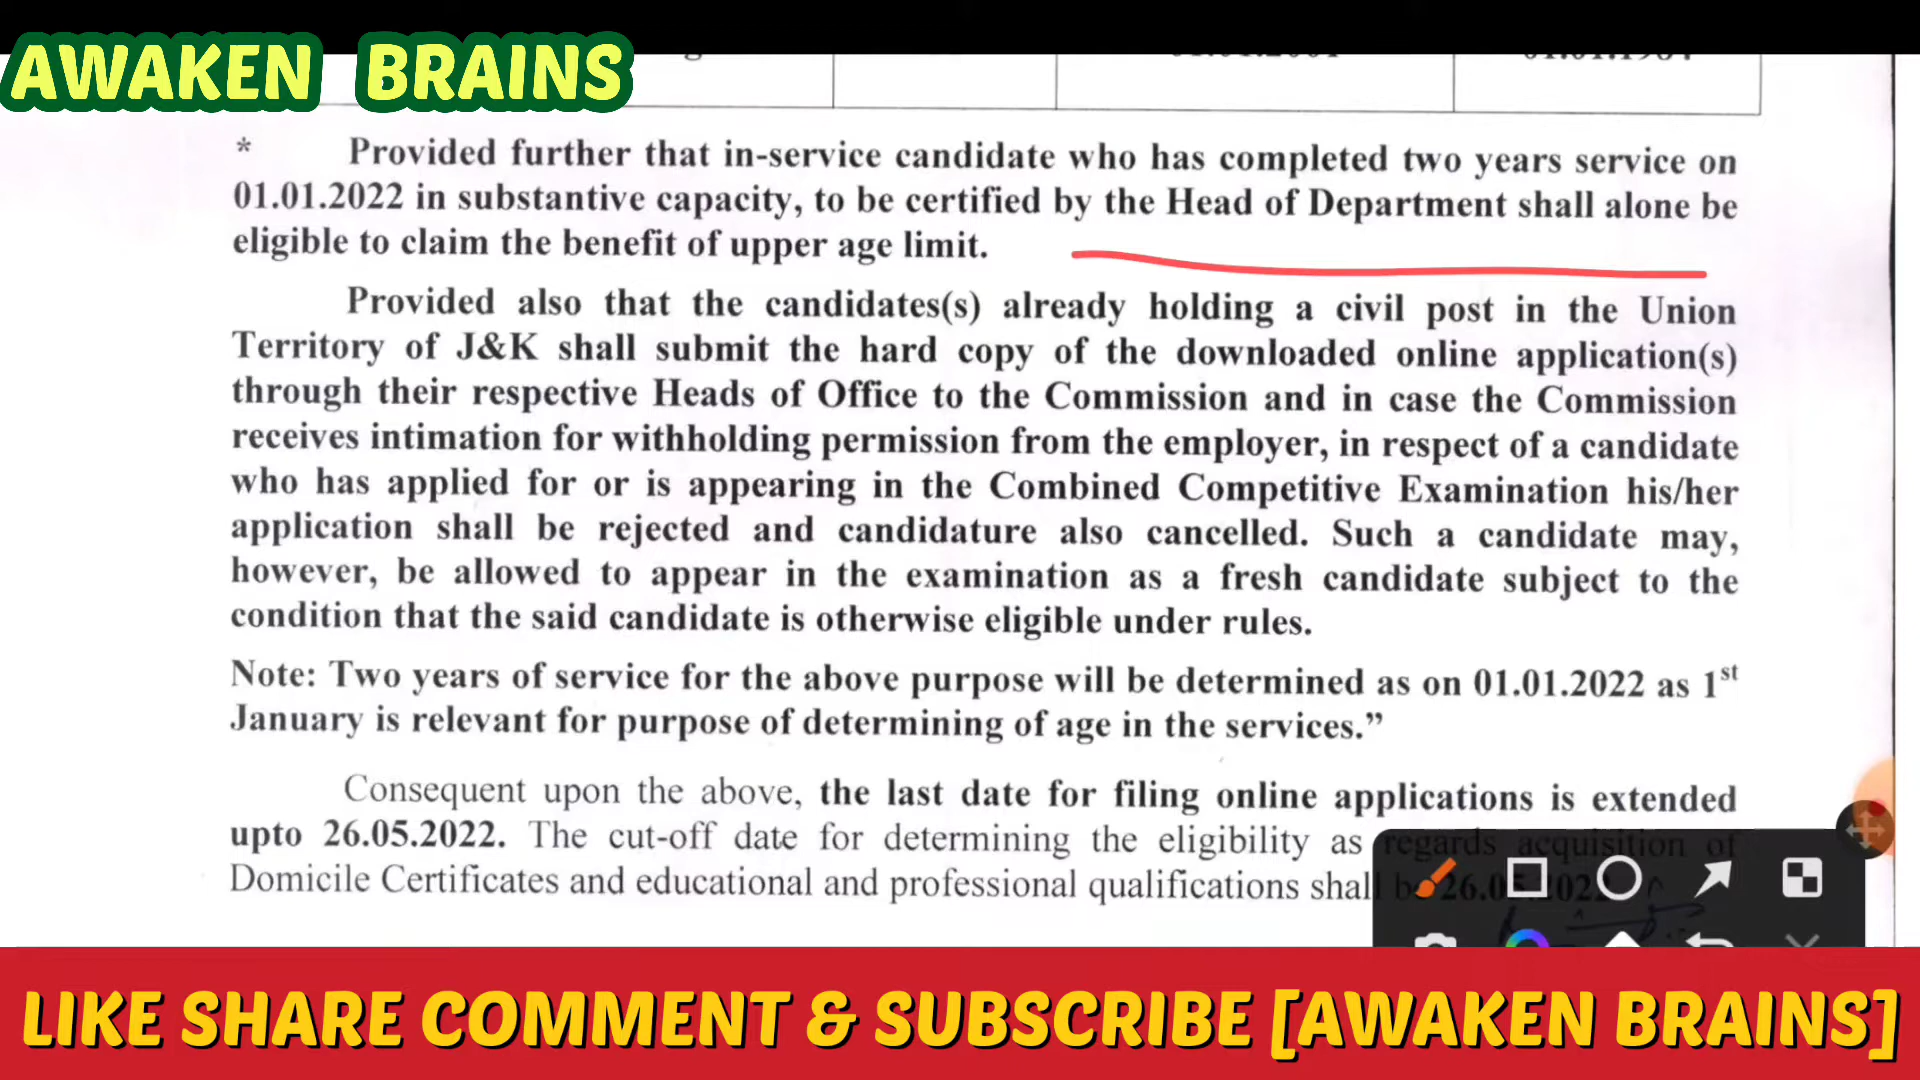 AWAKEN BRAINS
* Provided further that in-service candidate who has completed two years service on
01.01.2022 in substantive capacity, to be certified by the Head of Department shall alone be
eligible to claim the benefit of upper age limit.
Provided also that the candidates(s) already holding a civil post in the Union
Territory of J&K shall submit the hard copy of the downloaded online application(s)
through their respective Heads of Office to the Commission and in case the Commission
receives intimation for withholding permission from the employer, in respect of a candidate
who has applied for or is appearing in the Combined Competitive Examination his/her
application shall be rejected and candidature also cancelled. Such a candidate may,
however, be allowed to appear in the examination as a fresh candidate subject to the
condition that the said candidate is otherwise eligible under rules.
Note: Two years of service for the above purpose will be determined as on 01.01.2022 as 1st
January is relevant for purpose of determining of age in the services.”
Consequent upon the above, the last date for filing online applications is extended
upto 26.05.2022. The cut-off date for determining the eligibility as regards acquisition of
Domicile Certificates and educational and professional qualifications shall be
LIKE SHARE COMMENT & SUBSCRIBE [AWAKEN BRAINS]